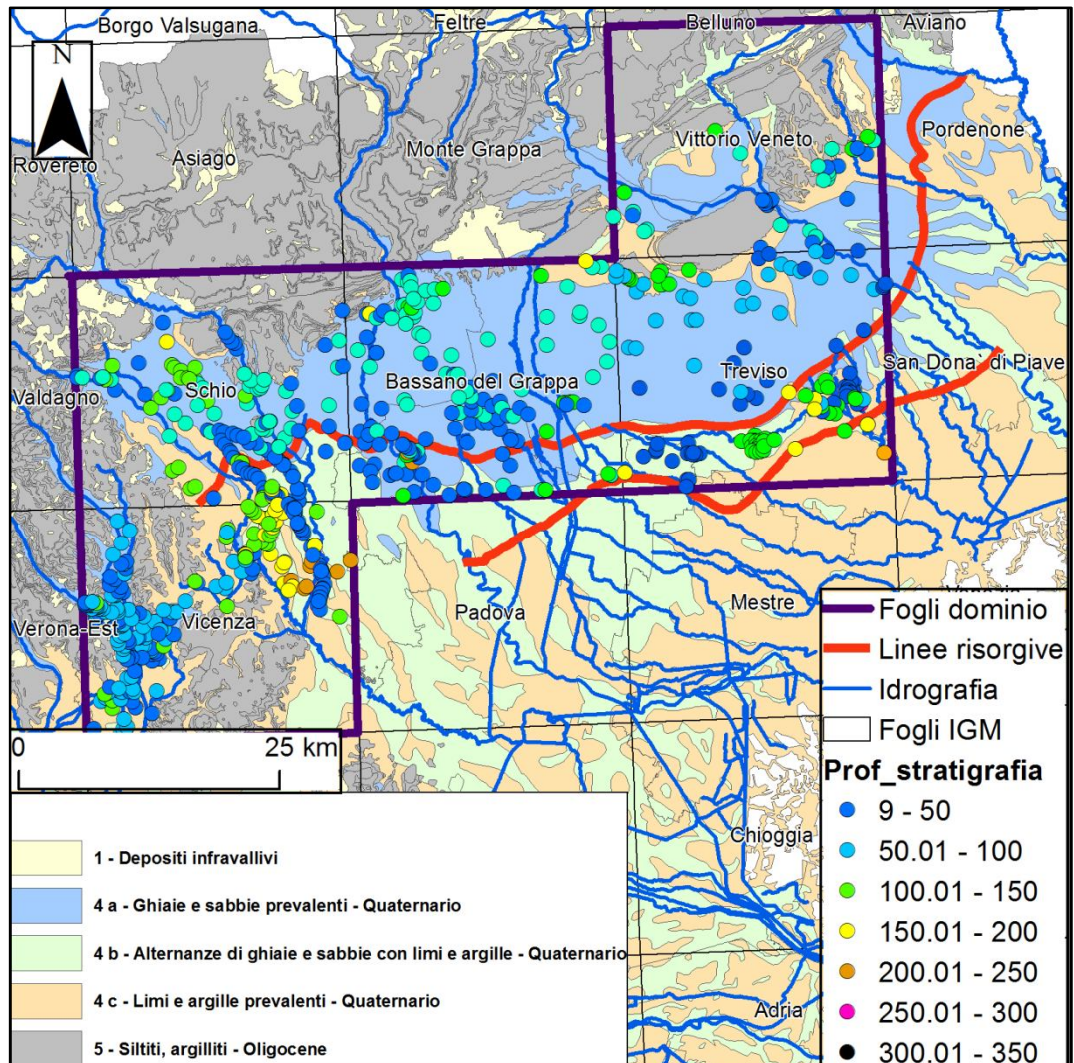 Borgo Valsugana
Feltre
Belluno
Aviano
N
Rovereto
Asiago
Monte Grappa
Vittorio Veneto
Pordenone
Valdagno
Schio
Bassano del Grappa
Treviso
San Dona` di Piave
Verona-Est
Vicenza
Padova
Mestre
Chioggia
Adria
0 25 km
Fogli dominio
Linee risorgive
Idrografia
Fogli IGM
Prof_stratigrafia
9 - 50
50.01 - 100
100.01 - 150
150.01 - 200
200.01 - 250
250.01 - 300
300.01 - 350
1 - Depositi infravallivi
4 a - Ghiaie e sabbie prevalenti - Quaternario
4 b - Alternanze di ghiaie e sabbie con limi e argille - Quaternario
4 c - Limi e argille prevalenti - Quaternario
5 - Siltiti, argilliti - Oligocene